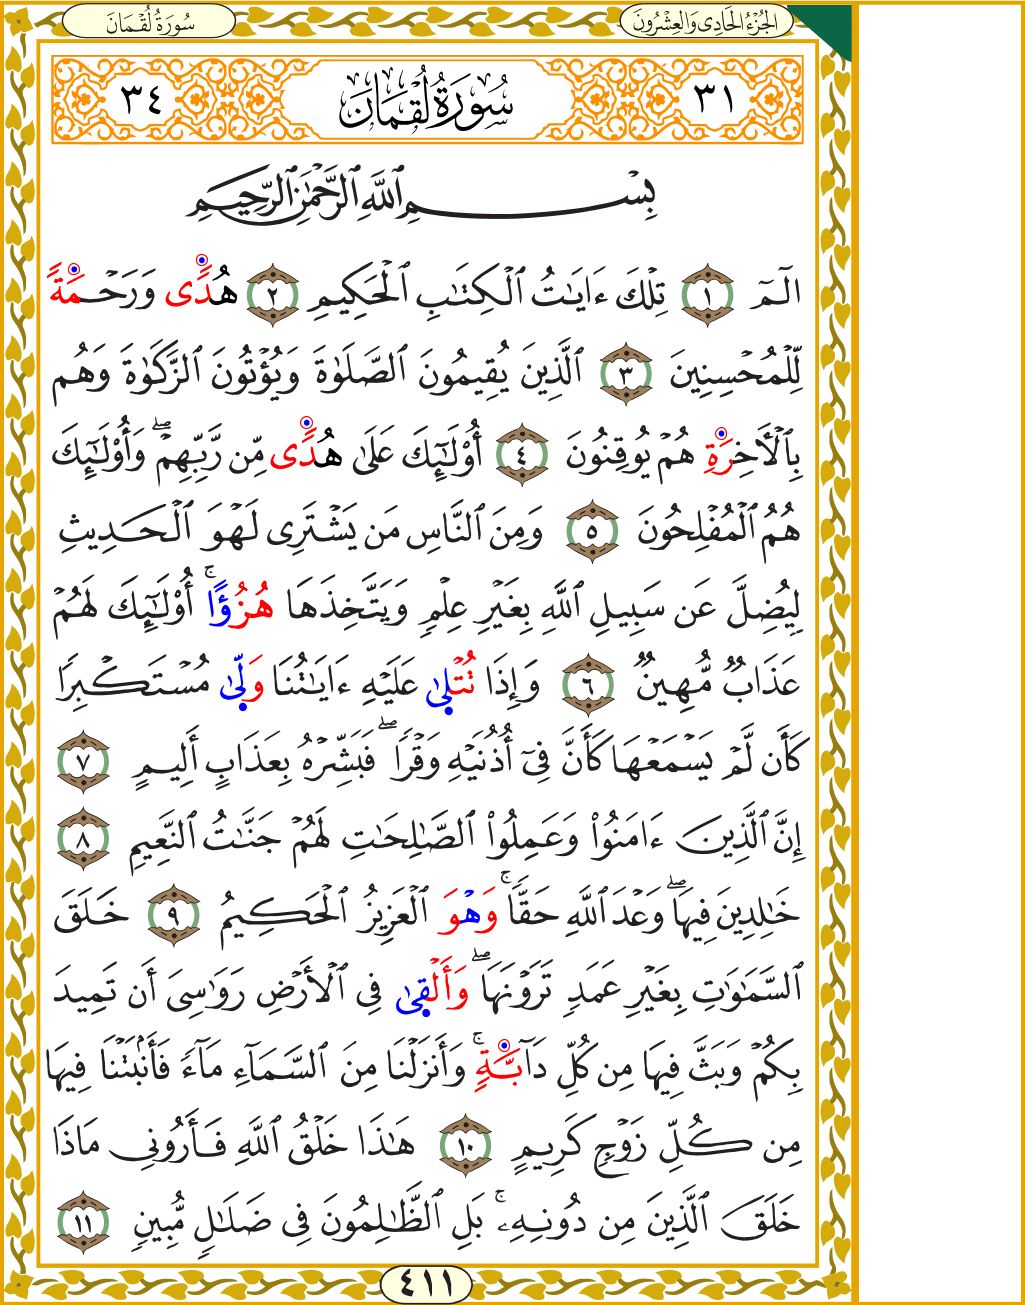 الجُزْءُ الحَادِى وَالعِشْرُونَ
سُورَةُ لُقْمَانَ
٣١ سُورَةُ لُقْمَانَ ٣٤
بِسْمِ ٱللَّهِ ٱلرَّحْمَٰنِ ٱلرَّحِيمِ
الٓمٓ ١ تِلْكَ ءَايَٰتُ ٱلْكِتَٰبِ ٱلْحَكِيمِ ٢ هُدًى وَرَحْمَةً
لِّلْمُحْسِنِينَ ٣ ٱلَّذِينَ يُقِيمُونَ ٱلصَّلَوٰةَ وَيُؤْتُونَ ٱلزَّكَوٰةَ وَهُم
بِٱلْأَخِرَةِ هُمْ يُوقِنُونَ ٤ أُوْلَٰٓئِكَ عَلَىٰ هُدًى مِّن رَّبِّهِمْۖ وَأُوْلَٰٓئِكَ
هُمُ ٱلْمُفْلِحُونَ ٥ وَمِنَ ٱلنَّاسِ مَن يَشْتَرِى لَهْوَ ٱلْحَدِيثِ
لِيُضِلَّ عَن سَبِيلِ ٱللَّهِ بِغَيْرِ عِلْمٍ وَيَتَّخِذَهَا هُزُؤًاۚ أُوْلَٰٓئِكَ لَهُمْ
عَذَابٌ مُّهِينٌ ٦ وَإِذَا تُتْلَىٰ عَلَيْهِ ءَايَٰتُنَا وَلَّىٰ مُسْتَكْبِرًا
كَأَن لَّمْ يَسْمَعْهَا كَأَنَّ فِىٓ أُذُنَيْهِ وَقْرًاۖ فَبَشِّرْهُ بِعَذَابٍ أَلِيمٍ ٧
إِنَّ ٱلَّذِينَ ءَامَنُواْ وَعَمِلُواْ ٱلصَّٰلِحَٰتِ لَهُمْ جَنَّٰتُ ٱلنَّعِيمِ ٨
خَٰلِدِينَ فِيهَاۖ وَعْدَ ٱللَّهِ حَقًّاۚ وَهْوَ ٱلْعَزِيزُ ٱلْحَكِيمُ ٩ خَلَقَ
ٱلسَّمَٰوَٰتِ بِغَيْرِ عَمَدٍ تَرَوْنَهَاۖ وَأَلْقَىٰ فِى ٱلْأَرْضِ رَوَٰسِىَ أَن تَمِيدَ
بِكُمْ وَبَثَّ فِيهَا مِن كُلِّ دَآبَّةٍۚ وَأَنزَلْنَا مِنَ ٱلسَّمَآءِ مَآءً فَأَنۢبَتْنَا فِيهَا
مِن كُلِّ زَوْجٍ كَرِيمٍ ١٠ هَٰذَا خَلْقُ ٱللَّهِ فَأَرُونِى مَاذَا
خَلَقَ ٱلَّذِينَ مِن دُونِهِۦۚ بَلِ ٱلظَّٰلِمُونَ فِى ضَلَٰلٍ مُّبِينٍ ١١
٤١١